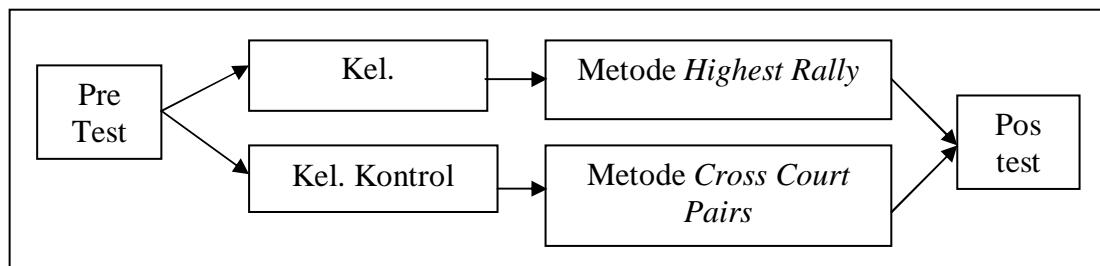 Pre
Test
Kel.
Kel. Kontrol
Metode Highest Rally
Metode Cross Court
Pairs
Pos
test